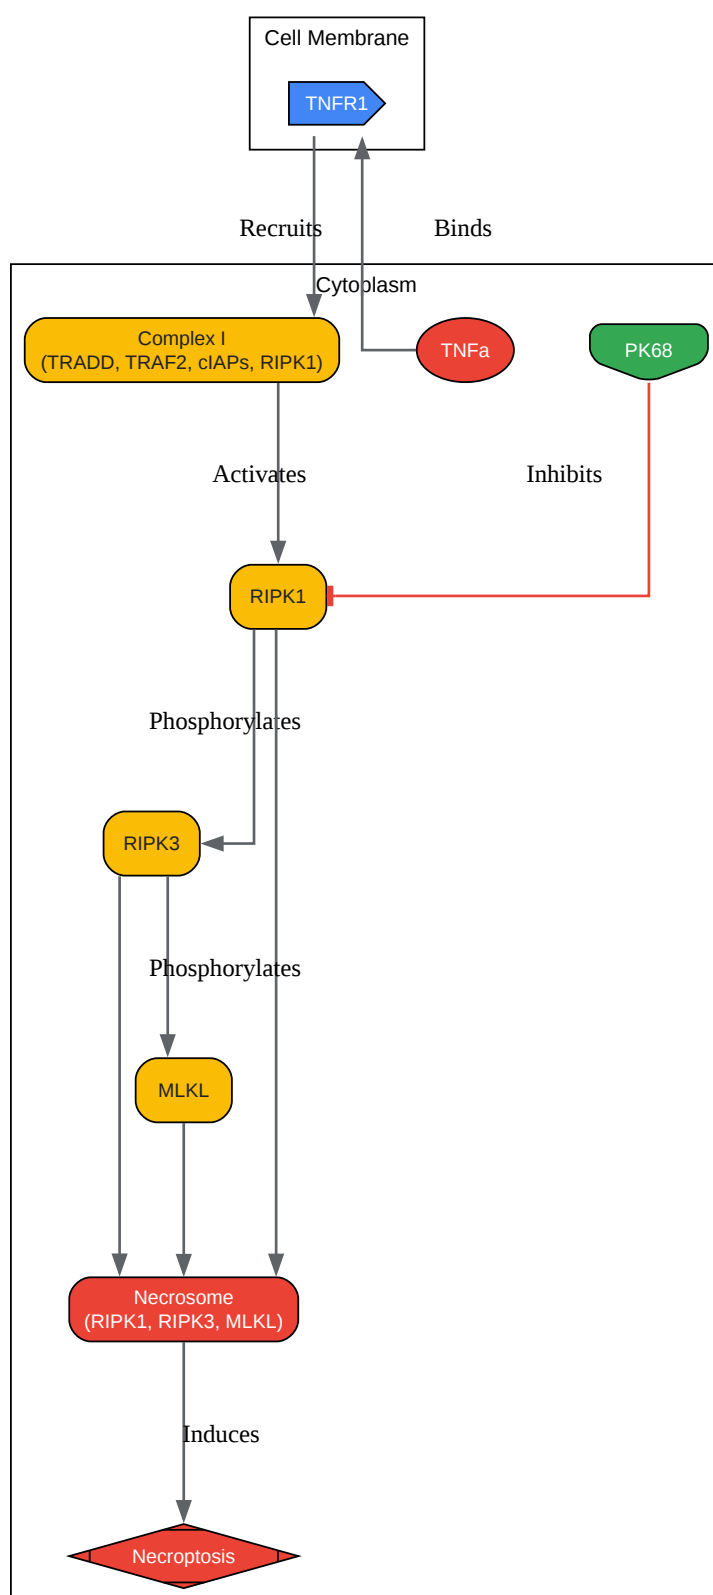 Cell Membrane
TNFR1
Recruits
Binds
Cytoplasm
Complex I
(TRADD, TRAF2, cIAPs, RIPK1)
TNFa
PK68
Activates
Inhibits
RIPK1
Phosphorylates
RIPK3
Phosphorylates
MLKL
Necrosome
(RIPK1, RIPK3, MLKL)
Induces
Necroptosis